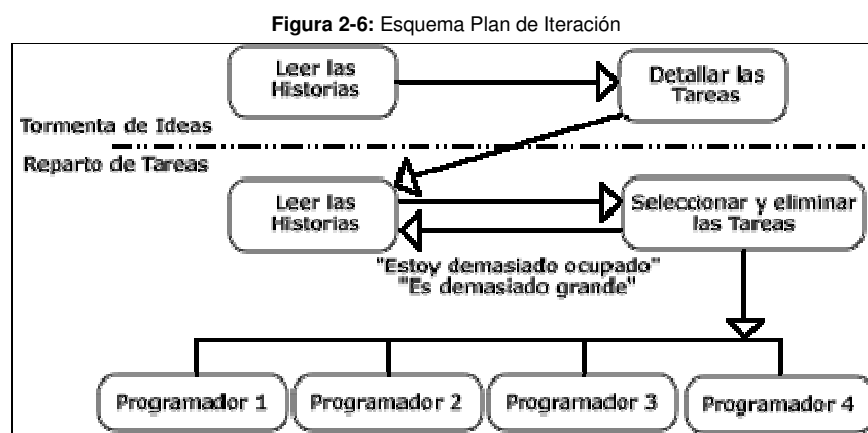 Figura 2-6: Esquema Plan de Iteración
Leer las
Historias
Detallar las
Tareas
Tormenta de Ideas
Reparto de Tareas
Leer las
Historias
Seleccionar y eliminar
las Tareas
"Estoy demasiado ocupado"
"Es demasiado grande"
Programador 1
Programador 2
Programador 3
Programador 4